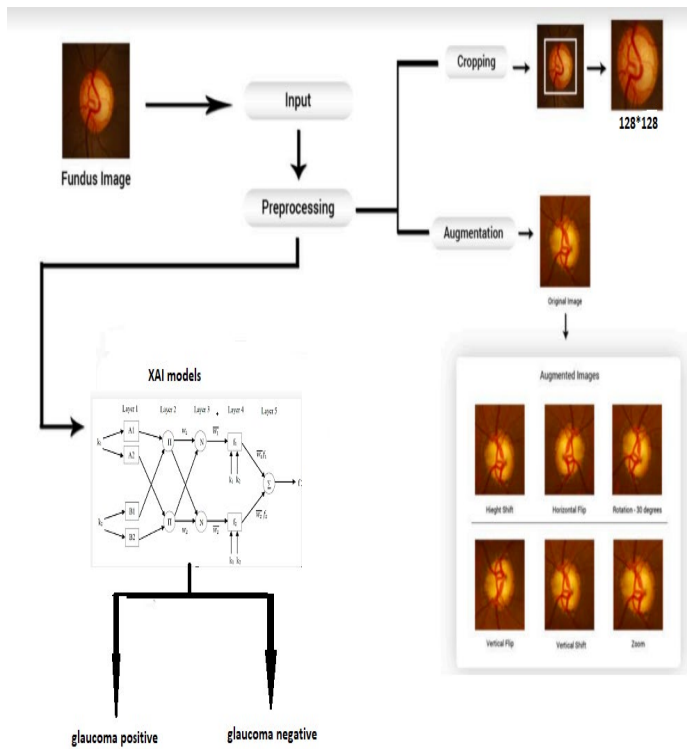 Cropping
128*128
Input
Fundus Image
Preprocessing
Augmentation
Original Image
Augmented Images
Hieght Shift Horizontal Flip Rotation - 30 degrees
Vertical Flip Vertical Shift Zoom
XAI models
Layer 1 Layer 2 Layer 3 Layer 4 Layer 5
A1
A2
B1
B2
Π
Π
N
N
Σ
glaucoma positive glaucoma negative